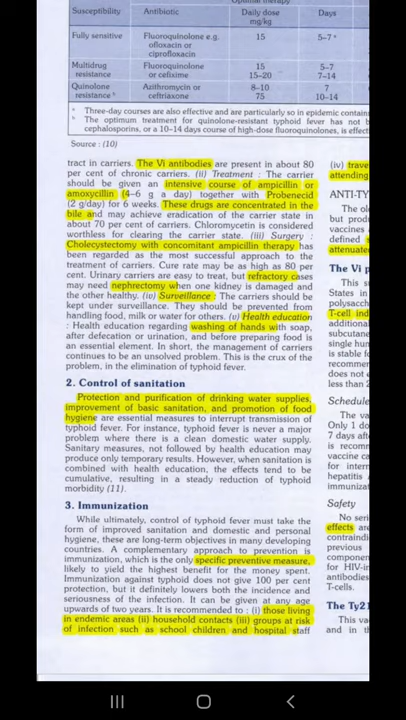 Susceptibility Antibiotic Daily dose Days
mg/kg
Fully sensitive Fluoroquinolone e.g. 15 5-7 a
ofloxacin or
ciprofloxacin
Multidrug Fluoroquinolone 15 5-7
resistance or cefixime 15-20 7-14
Quinolone Azithromycin or 8-10 7
resistance b ceftriaxone 75 10-14
a Three-day courses are also effective and are particularly so in epidemic contain
b The optimum treatment for quinolone-resistant typhoid fever has not b
cephalosporins, or a 10-14 days course of high-dose fluoroquinolones, is effect
Source : (10)
tract in carriers. The Vi antibodies are present in about 80
per cent of chronic carriers. (ii) Treatment : The carrier
should be given an intensive course of ampicillin or
amoxycillin (4-6 g a day) together with Probenecid
(2 g/day) for 6 weeks. These drugs are concentrated in the
bile and may achieve eradication of the carrier state in
about 70 per cent of carriers. Chloromycetin is considered
worthless for clearing the carrier state. (iii) Surgery :
Cholecystectomy with concomitant ampicillin therapy has
been regarded as the most successful approach to the
treatment of carriers. Cure rate may be as high as 80 per
cent. Urinary carriers are easy to treat, but refractory cases
may need nephrectomy when one kidney is damaged and
the other healthy. (iv) Surveillance : The carriers should be
kept under surveillance. They should be prevented from
handling food, milk or water for others. (v) Health education
: Health education regarding washing of hands with soap,
after defecation or urination, and before preparing food is
an essential element. In short, the management of carriers
continues to be an unsolved problem. This is the crux of the
problem, in the elimination of typhoid fever.
2. Control of sanitation
Protection and purification of drinking water supplies,
improvement of basic sanitation, and promotion of food
hygiene are essential measures to interrupt transmission of
typhoid fever. For instance, typhoid fever is never a major
problem where there is a clean domestic water supply.
Sanitary measures, not followed by health education may
produce only temporary results. However, when sanitation is
combined with health education, the effects tend to be
cumulative, resulting in a steady reduction of typhoid
morbidity (11).
3. Immunization
While ultimately, control of typhoid fever must take the
form of improved sanitation and domestic and personal
hygiene, these are long-term objectives in many developing
countries. A complementary approach to prevention is
immunization, which is the only specific preventive measure,
likely to yield the highest benefit for the money spent.
Immunization against typhoid does not give 100 per cent
protection, but it definitely lowers both the incidence and
seriousness of the infection. It can be given at any age
upwards of two years. It is recommended to : (i) those living
in endemic areas (ii) household contacts (iii) groups at risk
of infection such as school children and hospital staff
(iv) trave
attending
ANTI-TY
The ol
but prod
vaccines
defined
attenuate
The Vi p
This s
States in
polysacch
T-cell ind
additional
subcutane
single hum
is stable f
recommer
does not e
less than 2
Schedule
The va
Only 1 do
7 days aft
is recomm
vaccine ca
for intern
hepatitis
immunizat
Safety
No seri
effects are
contraindi
previous
componen
for HIV-in
antibodies
T-cells.
The Ty21
This va
and in th